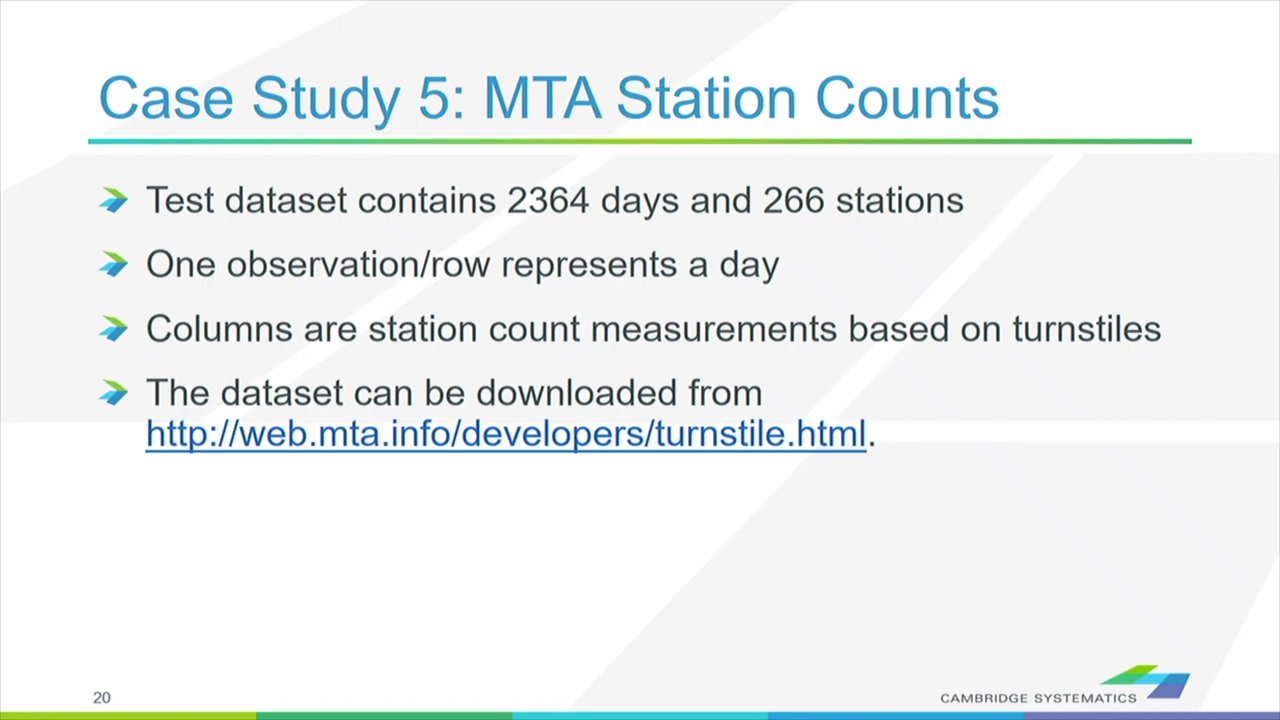 Case Study 5: MTA Station Counts
Test dataset contains 2364 days and 266 stations
One observation/row represents a day
Columns are station count measurements based on turnstiles
The dataset can be downloaded from
http://web.mta.info/developers/turnstile.html.
20
CAMBRIDGE SYSTEMATICS